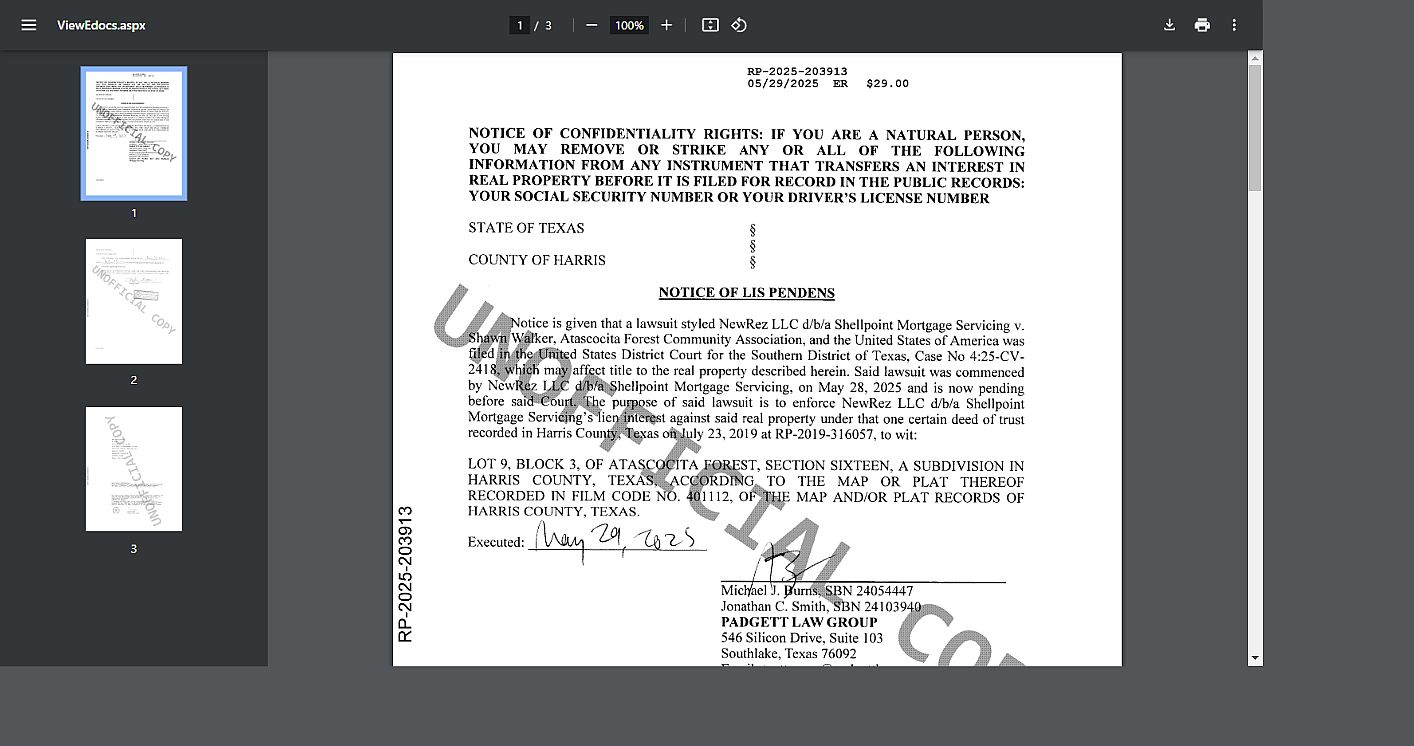 ViewEdocs.aspx
1 / 3
100%
1
2
3
RP-2025-203913
05/29/2025 ER $29.00
NOTICE OF CONFIDENTIALITY RIGHTS: IF YOU ARE A NATURAL PERSON,
YOU MAY REMOVE OR STRIKE ANY OR ALL OF THE FOLLOWING
INFORMATION FROM ANY INSTRUMENT THAT TRANSFERS AN INTEREST IN
REAL PROPERTY BEFORE IT IS FILED FOR RECORD IN THE PUBLIC RECORDS:
YOUR SOCIAL SECURITY NUMBER OR YOUR DRIVER'S LICENSE NUMBER
STATE OF TEXAS §
§
COUNTY OF HARRIS §
NOTICE OF LIS PENDENS
Notice is given that a lawsuit styled NewRez LLC d/b/a Shellpoint Mortgage Servicing v.
Shawn Walker, Atascocita Forest Community Association, and the United States of America was
filed in the United States District Court for the Southern District of Texas, Case No 4:25-CV-
2418, which may affect title to the real property described herein. Said lawsuit was commenced
by NewRez LLC d/b/a Shellpoint Mortgage Servicing, on May 28, 2025 and is now pending
before said Court. The purpose of said lawsuit is to enforce NewRez LLC d/b/a Shellpoint
Mortgage Servicing's lien interest against said real property under that one certain deed of trust
recorded in Harris County, Texas on July 23, 2019 at RP-2019-316057, to wit:
LOT 9, BLOCK 3, OF ATASCOCITA FOREST, SECTION SIXTEEN, A SUBDIVISION IN
HARRIS COUNTY, TEXAS, ACCORDING TO THE MAP OR PLAT THEREOF
RECORDED IN FILM CODE NO. 401112, OF THE MAP AND/OR PLAT RECORDS OF
HARRIS COUNTY, TEXAS.
Executed: May 29, 2025
Michael J. Burns, SBN 24054447
Jonathan C. Smith, SBN 24103940
PADGETT LAW GROUP
546 Silicon Drive, Suite 103
Southlake, Texas 76092
RP-2025-203913
UNOFFICIAL COPY
UNOFFICIAL COPY
UNOFFICIAL COPY
UNOFFICIAL COPY